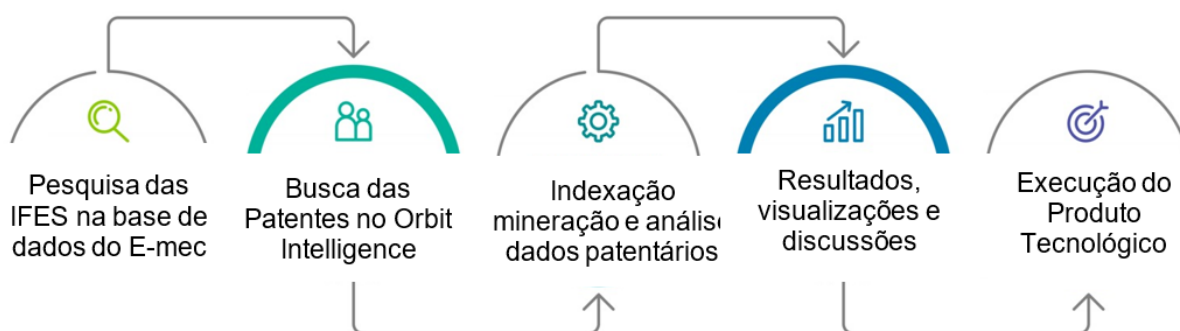 Pesquisa das
IFES na base de
dados do E-mec
Busca das
Patentes no Orbit
Intelligence
Indexação
mineração e análise
dados patentários
Resultados,
visualizações e
discussões
Execução do
Produto
Tecnológico